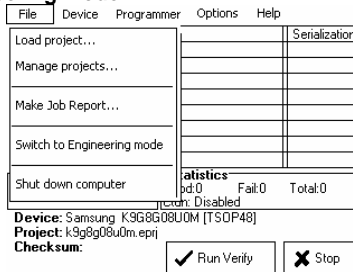 File Device Programmer Options Help
Load project...
Serialization
Manage projects...
Make Job Report...
Switch to Engineering mode
Shut down computer
atistics
Fail:0 Total:0
Disabled
Device: Samsung K9G8G08U0M [TSOP48]
Project: k9g8g08u0m.eprj
Checksum:
Run Verify Stop